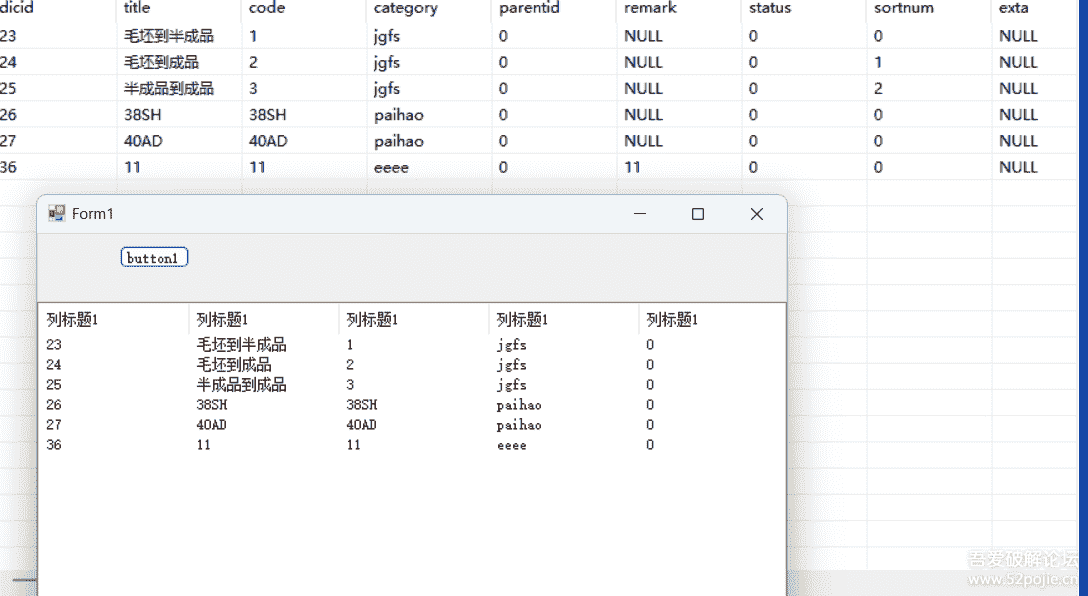 dicid title code category parentid remark status sortnum exta
23 毛坯到半成品 1 jgfs 0 NULL 0 0 NULL
24 毛坯到成品 2 jgfs 0 NULL 0 1 NULL
25 半成品到成品 3 jgfs 0 NULL 0 2 NULL
26 38SH 38SH paihao 0 NULL 0 0 NULL
27 40AD 40AD paihao 0 NULL 0 0 NULL
36 11 11 eeee 0 11 0 0 NULL
Form1
button1
列标题1 列标题1 列标题1 列标题1 列标题1
23 毛坯到半成品 1 jgfs 0
24 毛坯到成品 2 jgfs 0
25 半成品到成品 3 jgfs 0
26 38SH 38SH paihao 0
27 40AD 40AD paihao 0
36 11 11 eeee 0
吾爱破解论坛
www.52pojie.cn